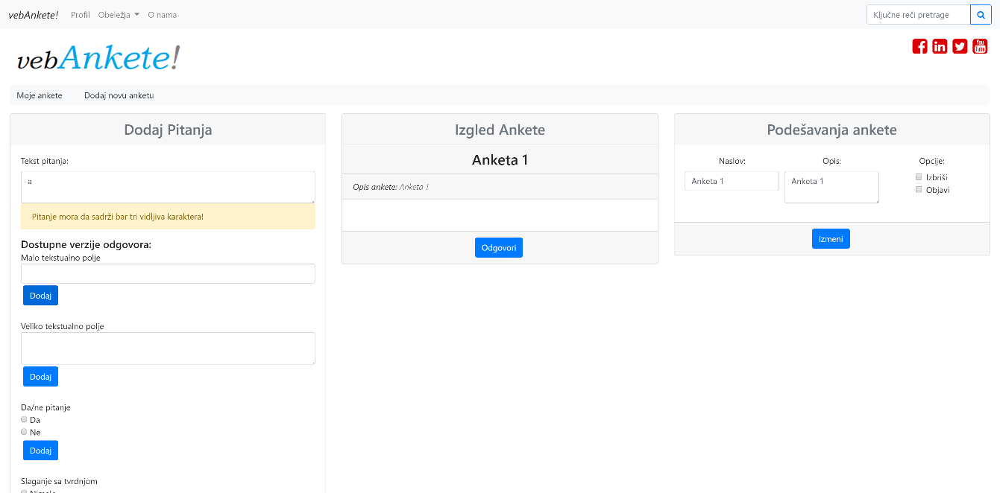 vebAnkete! Profil Obeležja O nama Ključne reči pretrage
vebAnkete!
You Tube
Moje ankete Dodaj novu anketu
Dodaj Pitanja
Tekst pitanja:
a
Pitanje mora da sadrži bar tri vidljiva karaktera!
Dostupne verzije odgovora:
Malo tekstualno polje
Dodaj
Veliko tekstualno polje
Dodaj
Da/ne pitanje
Da
Ne
Dodaj
Slaganje sa tvrdnjom
Izgled Ankete
Anketa 1
Opis ankete: Anketa 1
Odgovori
Podešavanja ankete
Naslov: Opis: Opcije:
Anketa 1 Anketa 1 Izbriši
Objavi
Izmeni